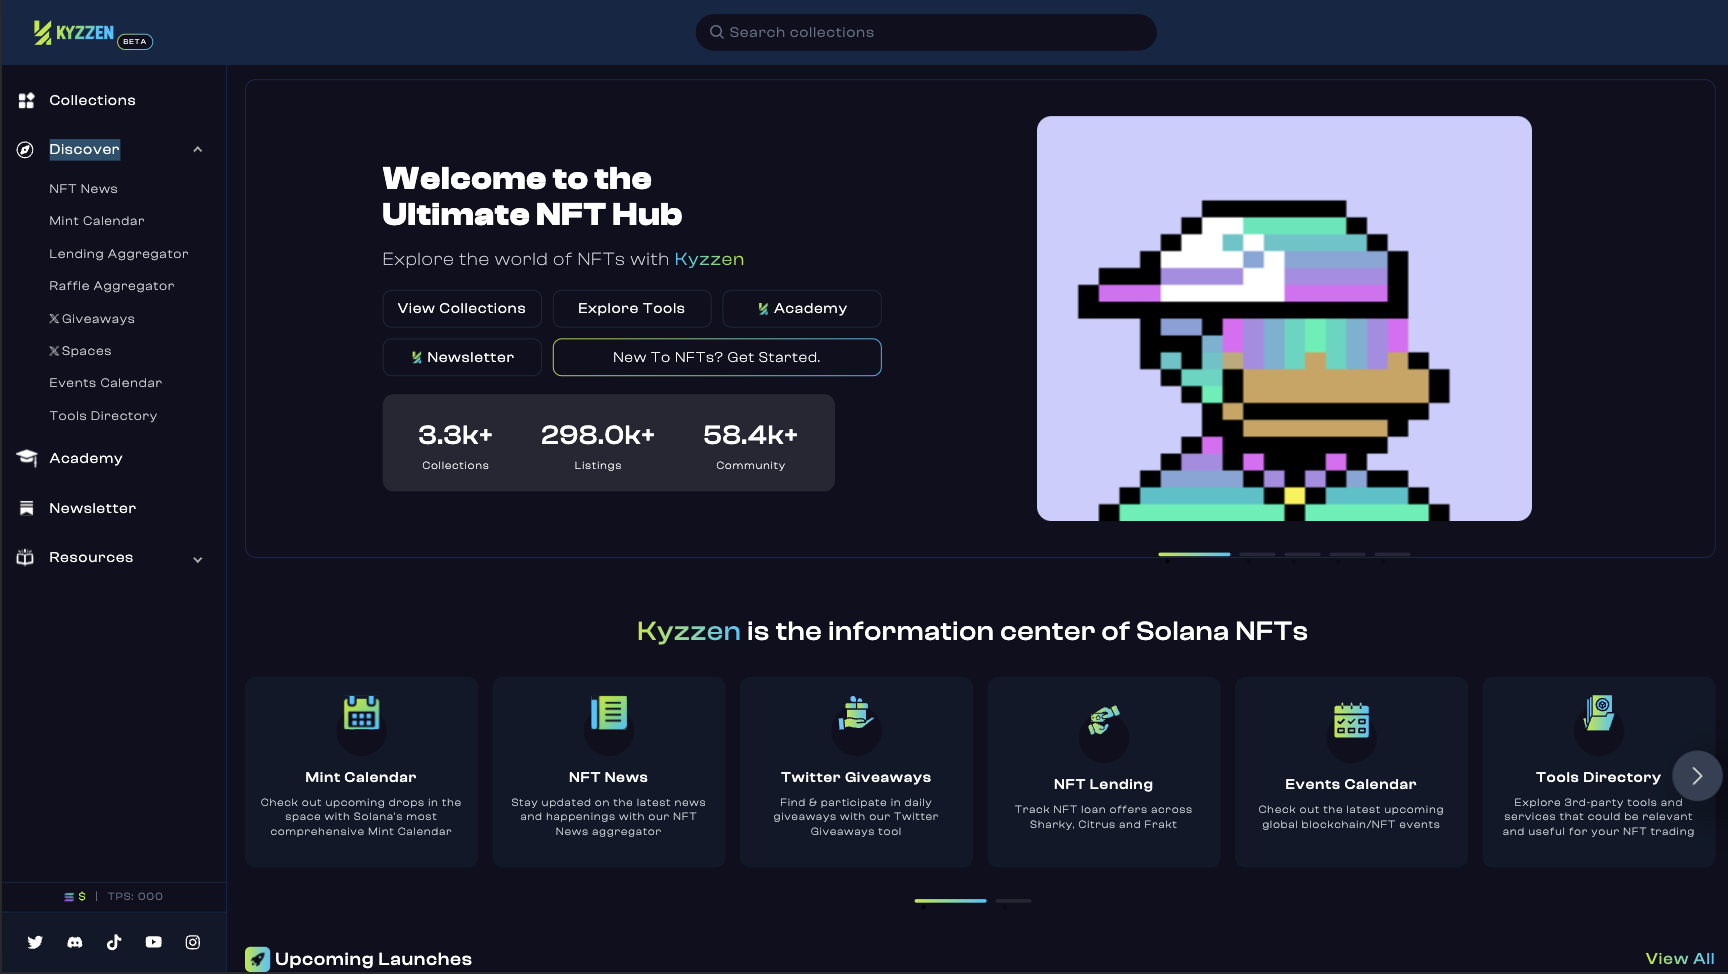 KYZZEN
BETA
Search collections
Collections
Discover
NFT News
Mint Calendar
Lending Aggregator
Raffle Aggregator
𝕏 Giveaways
𝕏 Spaces
Events Calendar
Tools Directory
Academy
Newsletter
Resources
$ | TPS: 000
Welcome to the
Ultimate NFT Hub
Explore the world of NFTs with Kyzzen
View Collections
Explore Tools
Academy
Newsletter
New To NFTs? Get Started.
3.3k+
Collections
298.0k+
Listings
58.4k+
Community
Kyzzen is the information center of Solana NFTs
Mint Calendar
Check out upcoming drops in the
space with Solana's most
comprehensive Mint Calendar
NFT News
Stay updated on the latest news
and happenings with our NFT
News aggregator
Twitter Giveaways
Find & participate in daily
giveaways with our Twitter
Giveaways tool
NFT Lending
Track NFT loan offers across
Sharky, Citrus and Frakt
Events Calendar
Check out the latest upcoming
global blockchain/NFT events
Tools Directory
Explore 3rd-party tools and
services that could be relevant
and useful for your NFT trading
Upcoming Launches
View All